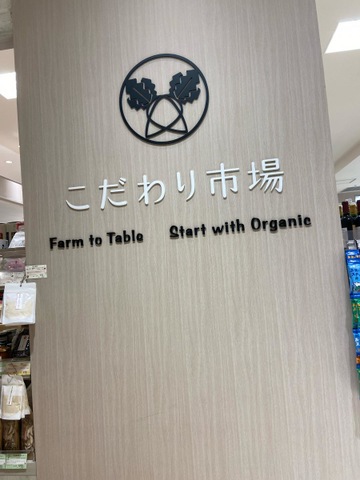 こだわり市場
Farm to Table Start with Organic